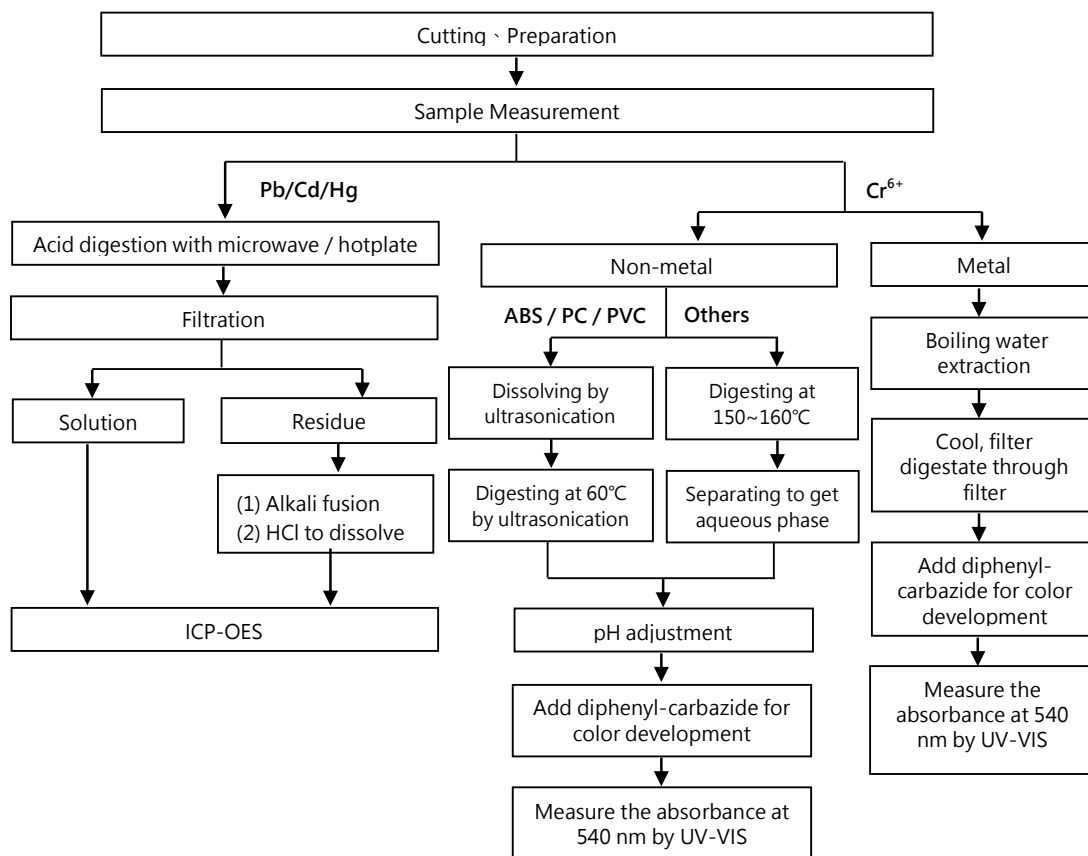 Cutting、Preparation
Sample Measurement
Pb/Cd/Hg
Cr⁶⁺
Acid digestion with microwave / hotplate
Filtration
Solution
Residue
(1) Alkali fusion
(2) HCl to dissolve
ICP-OES
Non-metal
ABS / PC / PVC
Others
Dissolving by
ultrasonication
Digesting at 60℃
by ultrasonication
Digesting at
150~160℃
Separating to get
aqueous phase
pH adjustment
Add diphenyl-carbazide for
color development
Measure the absorbance at
540 nm by UV-VIS
Metal
Boiling water
extraction
Cool, filter
digestate through
filter
Add diphenyl-
carbazide for color
development
Measure the
absorbance at 540
nm by UV-VIS